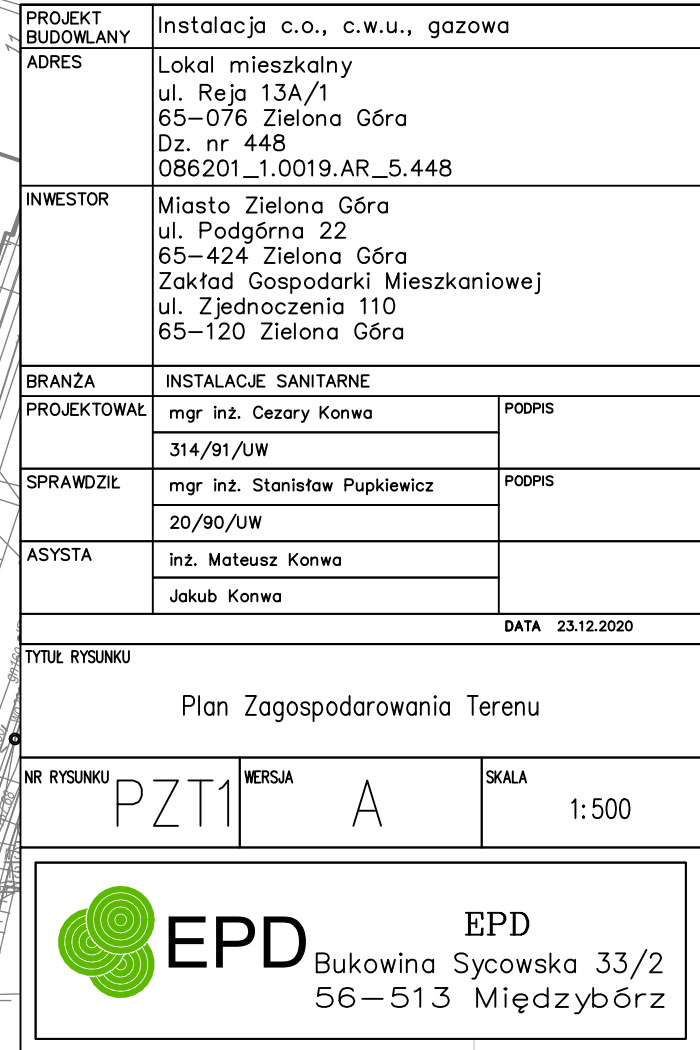 PROJEKT
BUDOWLANY
Instalacja c.o., c.w.u., gazowa
ADRES
Lokal mieszkalny
ul. Reja 13A/1
65-076 Zielona Góra
Dz. nr 448
086201_1.0019.AR_5.448
INWESTOR
Miasto Zielona Góra
ul. Podgórna 22
65-424 Zielona Góra
Zakład Gospodarki Mieszkaniowej
ul. Zjednoczenia 110
65-120 Zielona Góra
BRANŻA
INSTALACJE SANITARNE
PROJEKTOWAŁ
mgr inż. Cezary Konwa
PODPIS
314/91/UW
SPRAWDZIŁ
mgr inż. Stanisław Pupkiewicz
PODPIS
20/90/UW
ASYSTA
inż. Mateusz Konwa
Jakub Konwa
DATA 23.12.2020
TYTUŁ RYSUNKU
Plan Zagospodarowania Terenu
NR RYSUNKU
PZT1
WERSJA
A
SKALA
1:500
EPD
EPD
Bukowina Sycowska 33/2
56-513 Międzybórz